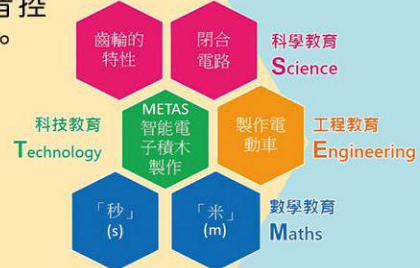 控
。
齒輪的
特性
閉合
電路
科學教育
Science
科技教育
Technology
METAS
智能電
子積木
製作
製作電
動車
工程教育
Engineering
「秒」
(s)
「米」
(m)
數學教育
Maths